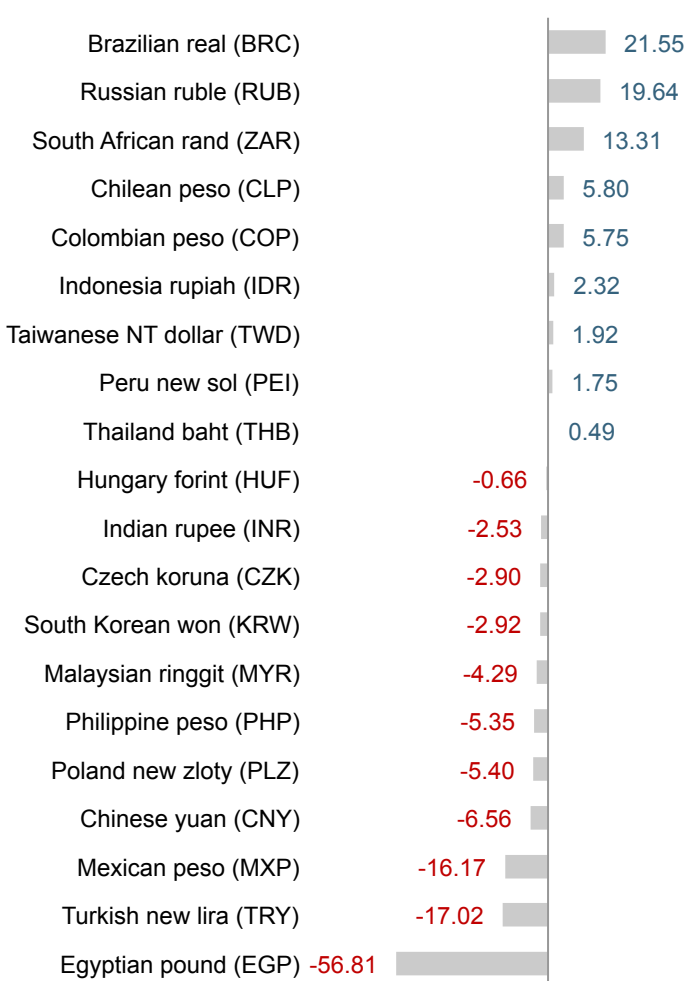 Brazilian real (BRC) 21.55
Russian ruble (RUB) 19.64
South African rand (ZAR) 13.31
Chilean peso (CLP) 5.80
Colombian peso (COP) 5.75
Indonesia rupiah (IDR) 2.32
Taiwanese NT dollar (TWD) 1.92
Peru new sol (PEI) 1.75
Thailand baht (THB) 0.49
Hungary forint (HUF) -0.66
Indian rupee (INR) -2.53
Czech koruna (CZK) -2.90
South Korean won (KRW) -2.92
Malaysian ringgit (MYR) -4.29
Philippine peso (PHP) -5.35
Poland new zloty (PLZ) -5.40
Chinese yuan (CNY) -6.56
Mexican peso (MXP) -16.17
Turkish new lira (TRY) -17.02
Egyptian pound (EGP) -56.81